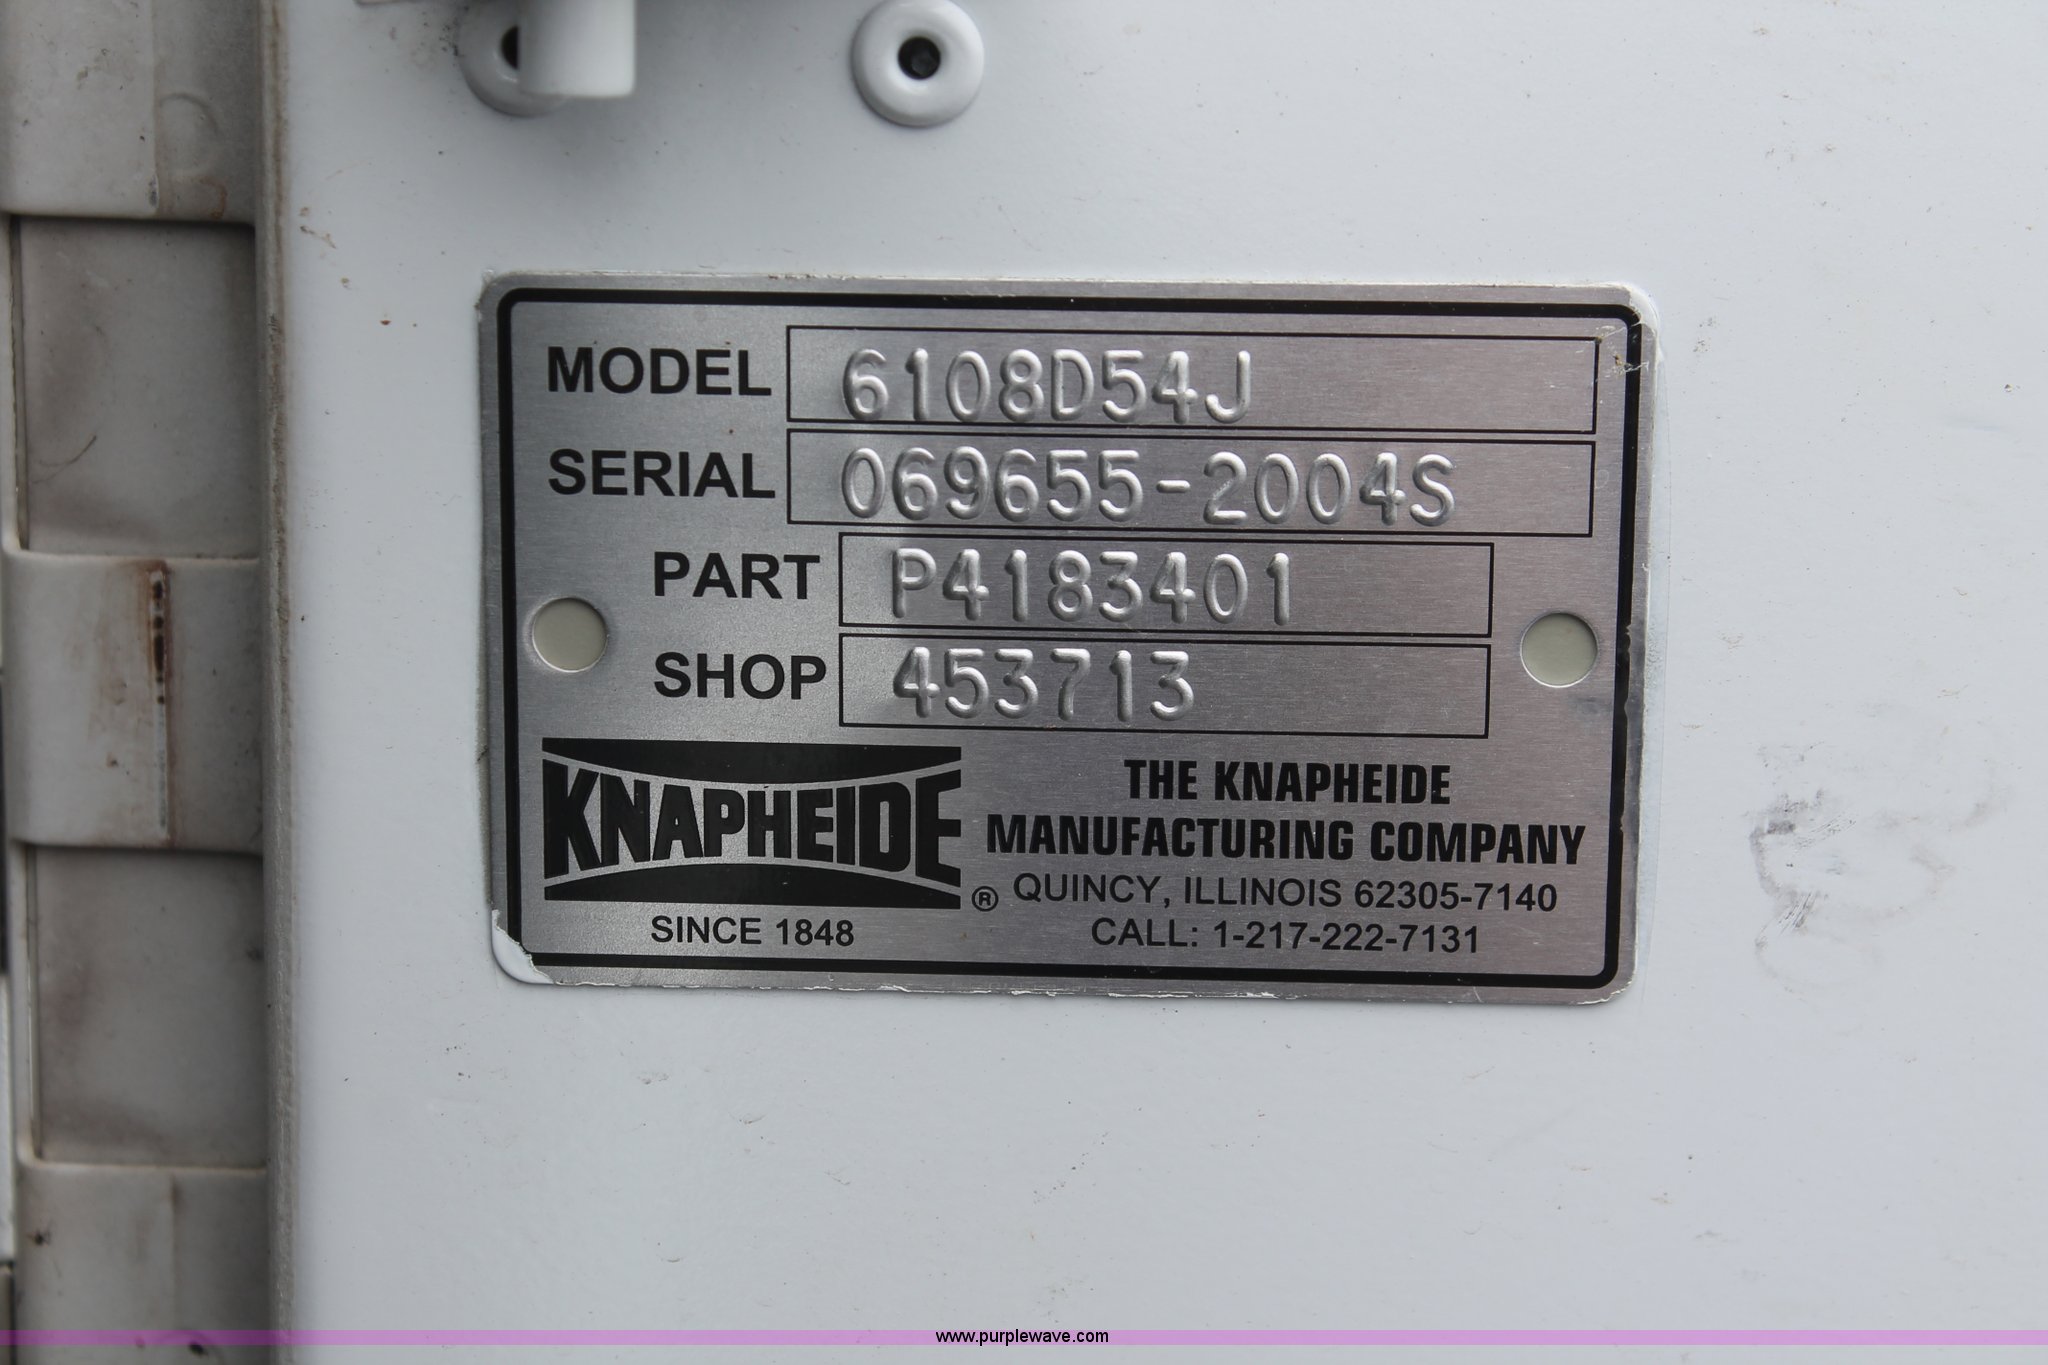 MODEL 6108D54J
SERIAL 069655-2004S
PART P4183401
SHOP 453713
KNAPHEIDE ®
SINCE 1848
THE KNAPHEIDE
MANUFACTURING COMPANY
QUINCY, ILLINOIS 62305-7140
CALL: 1-217-222-7131
www.purplewave.com